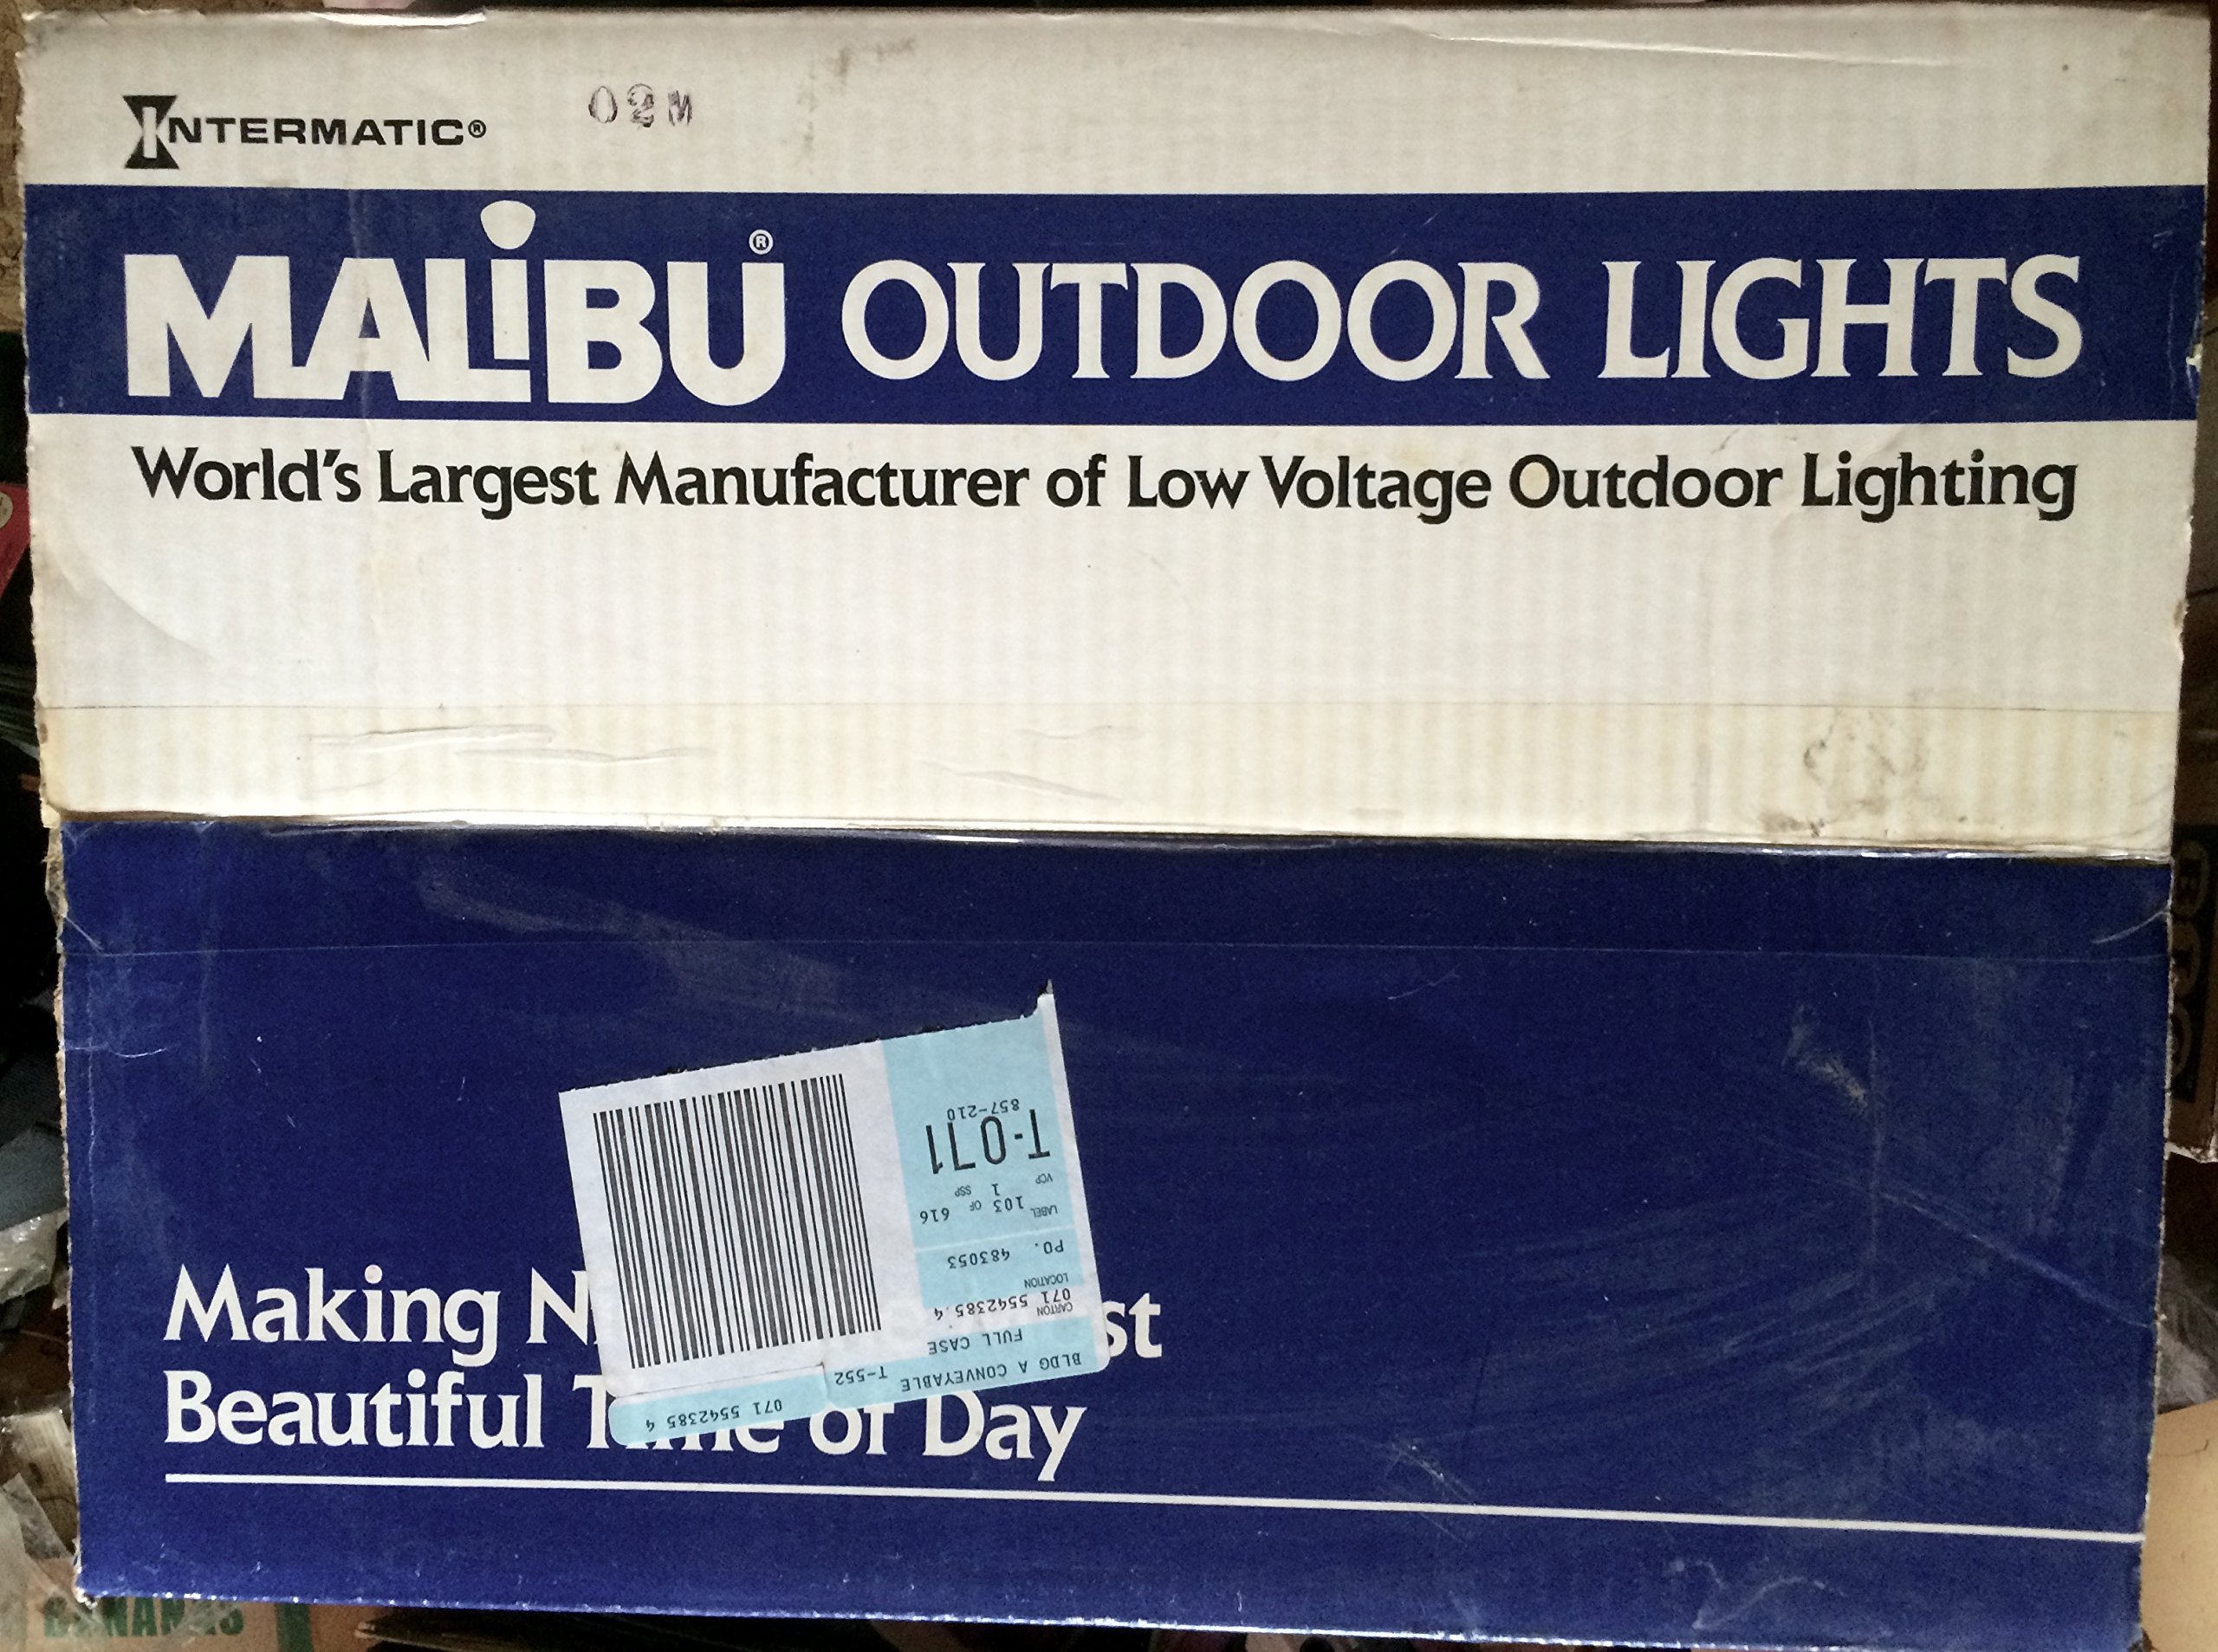 INTERMATIC®
02M
MALIBU® OUTDOOR LIGHTS
World's Largest Manufacturer of Low Voltage Outdoor Lighting
857-210
T-071
VCP 1 SSP
LABEL 103 OF 616
PO. 483053
LOCATION
071 5542385.4
CARTON
FULL CASE
BLDG A CONVEYABLE T-552
071 5542385 4
Making N st
Beautiful Time of Day